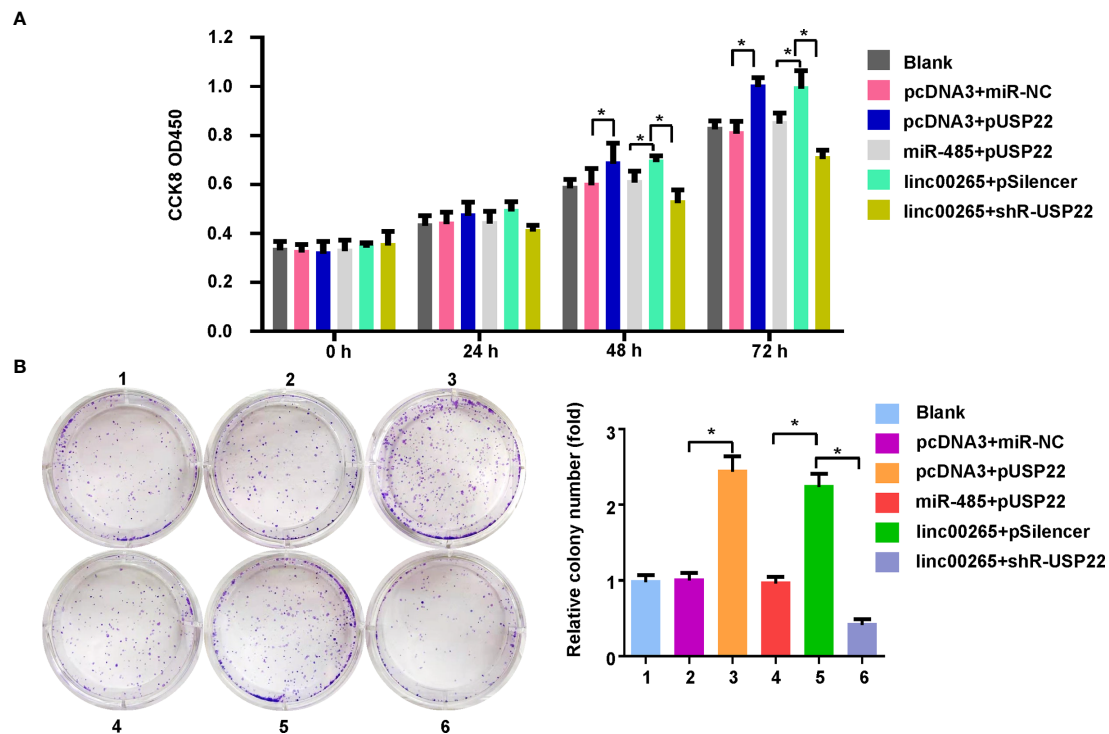 A
CCK8 OD450
1.2
1.0
0.8
0.6
0.4
0.2
0.0
0 h
24 h
48 h
72 h
*
*
*
*
*
*
Blank
pcDNA3+miR-NC
pcDNA3+pUSP22
miR-485+pUSP22
linc00265+pSilencer
linc00265+shR-USP22
B
1
2
3
4
5
6
Relative colony number (fold)
3
2
1
0
1
2
3
4
5
6
*
*
*
Blank
pcDNA3+miR-NC
pcDNA3+pUSP22
miR-485+pUSP22
linc00265+pSilencer
linc00265+shR-USP22